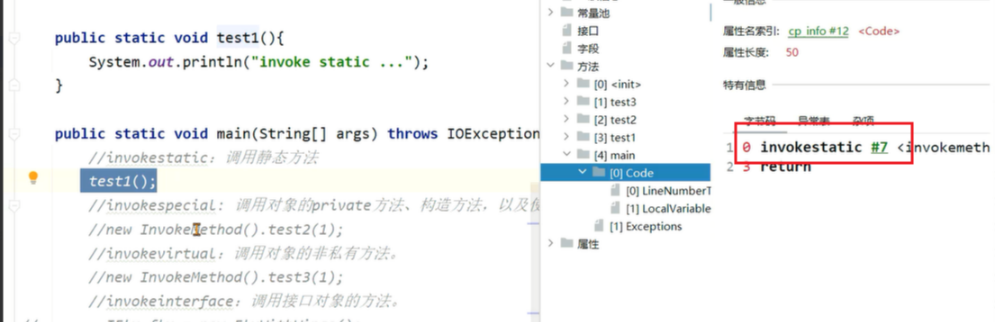 public static void test1(){
System.out.println("invoke static ...");
}
public static void main(String[] args) throws IOException
//invokestatic：调用静态方法
test1();
//invokespecial：调用对象的private方法、构造方法，以及使
//new InvokeMethod().test2(1);
//invokevirtual：调用对象的非私有方法。
//new InvokeMethod().test3(1);
//invokeinterface：调用接口对象的方法。
//
常量池
接口
字段
方法
[0] <init>
[1] test3
[2] test2
[3] test1
[4] main
[0] Code
[0] LineNumberT
[1] LocalVariable
[1] Exceptions
属性
属性名索引: cp info #12 <Code>
属性长度: 50
特有信息
字节码 异常表 杂项
1 0 invokestatic #7 <invokemeth
2 3 return